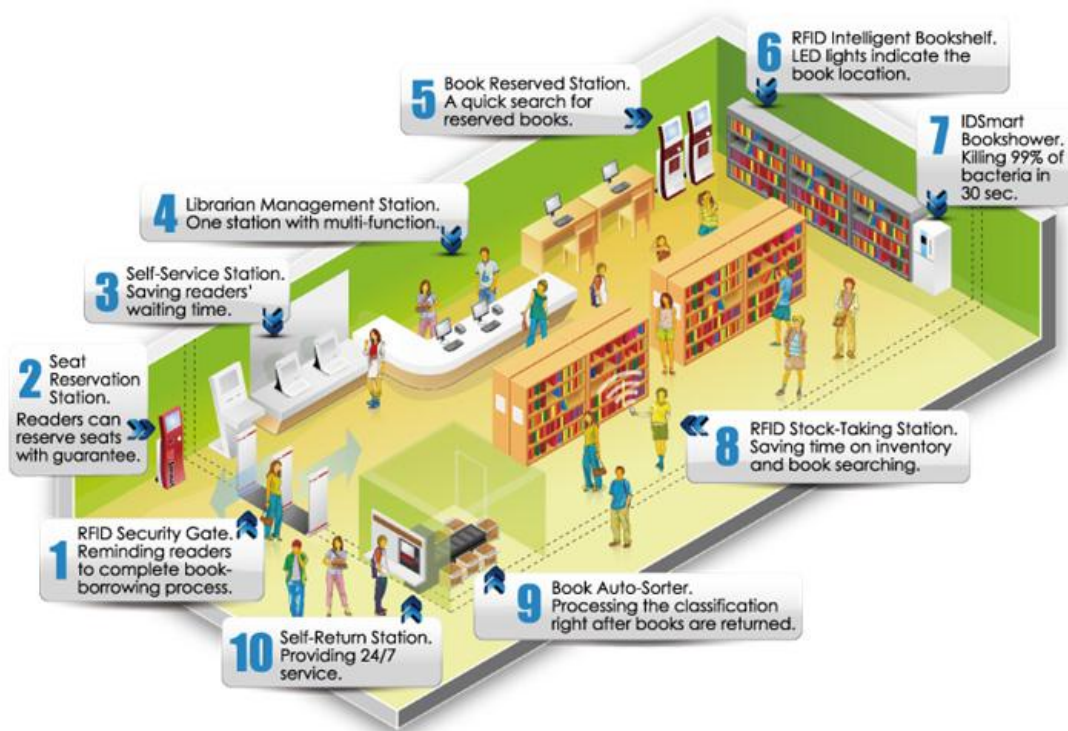 1
RFID Security Gate.
Reminding readers
to complete book-
borrowing process.
2
Seat
Reservation
Station.
Readers can
reserve seats
with guarantee.
3
Self-Service Station.
Saving readers'
waiting time.
4
Librarian Management Station.
One station with multi-function.
5
Book Reserved Station.
A quick search for
reserved books.
6
RFID Intelligent Bookshelf.
LED lights indicate the
book location.
7
IDSmart
Bookshower.
Killing 99% of
bacteria in
30 sec.
8
RFID Stock-Taking Station.
Saving time on inventory
and book searching.
9
Book Auto-Sorter.
Processing the classification
right after books are returned.
10
Self-Return Station.
Providing 24/7
service.